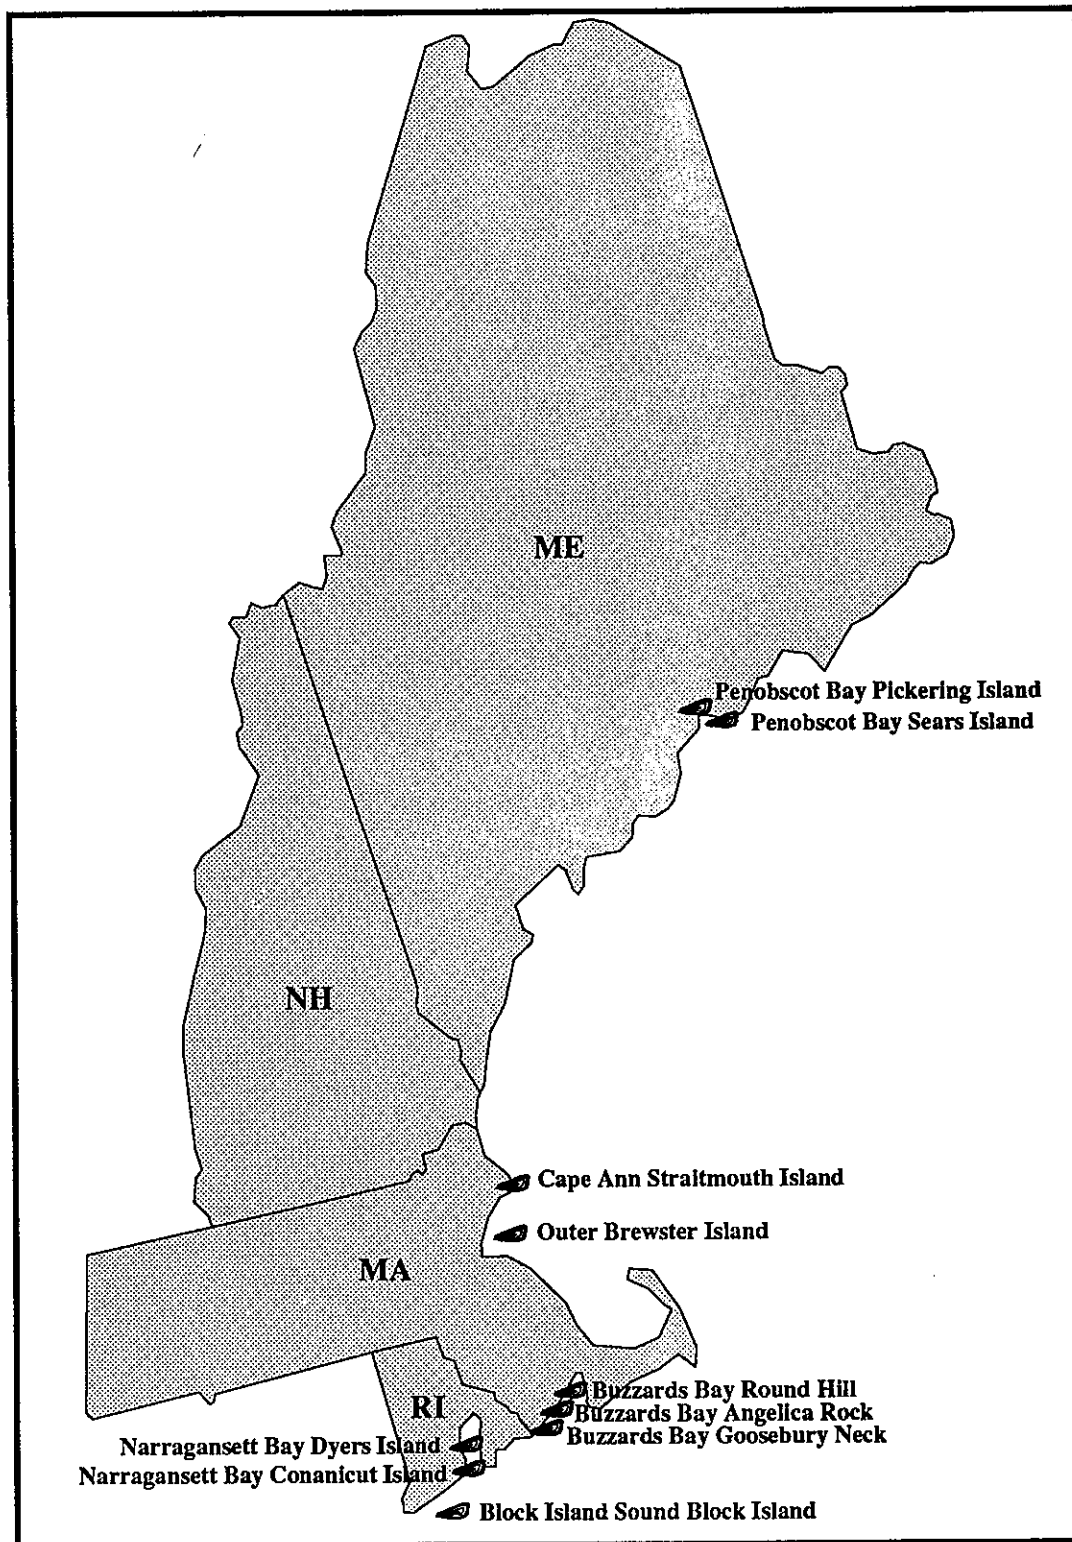 ME
Penobscot Bay Pickering Island
Penobscot Bay Sears Island
NH
Cape Ann Straitmouth Island
Outer Brewster Island
MA
Buzzards Bay Round Hill
RI
Buzzards Bay Angelica Rock
Buzzards Bay Goosebury Neck
Narragansett Bay Dyers Island
Narragansett Bay Conanicut Island
Block Island Sound Block Island